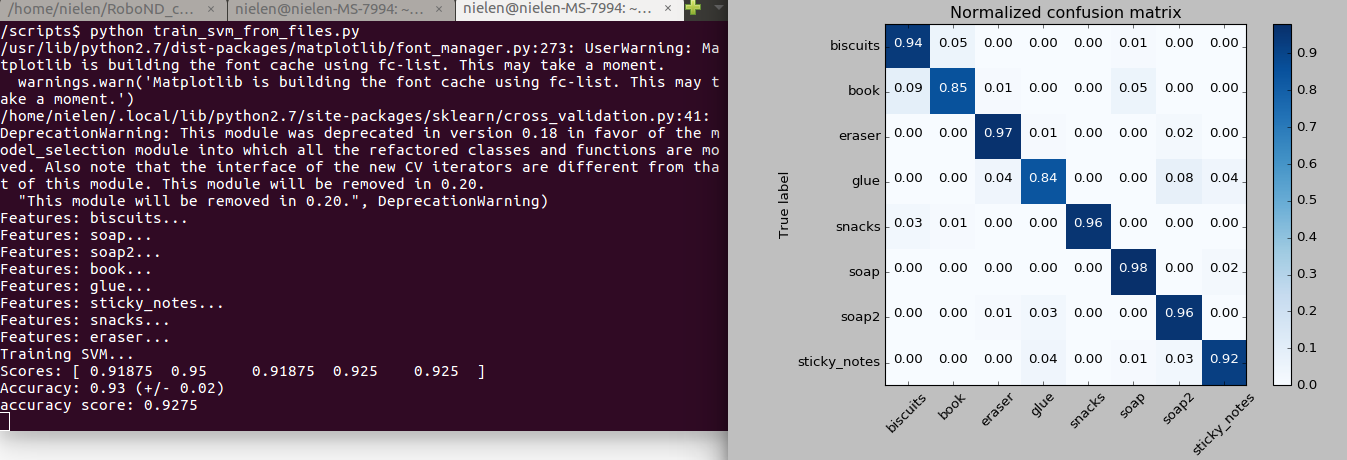 /home/nielen/RoboND_c... ×
nielen@nielen-MS-7994: ~... ×
nielen@nielen-MS-7994: ~... ×
/scripts$ python train_svm_from_files.py
/usr/lib/python2.7/dist-packages/matplotlib/font_manager.py:273: UserWarning: Ma
tplotlib is building the font cache using fc-list. This may take a moment.
  warnings.warn('Matplotlib is building the font cache using fc-list. This may t
ake a moment.')
/home/nielen/.local/lib/python2.7/site-packages/sklearn/cross_validation.py:41:
DeprecationWarning: This module was deprecated in version 0.18 in favor of the m
odel_selection module into which all the refactored classes and functions are mo
ved. Also note that the interface of the new CV iterators are different from tha
t of this module. This module will be removed in 0.20.
  "This module will be removed in 0.20.", DeprecationWarning)
Features: biscuits...
Features: soap...
Features: soap2...
Features: book...
Features: glue...
Features: sticky_notes...
Features: snacks...
Features: eraser...
Training SVM...
Scores: [ 0.91875  0.95     0.91875  0.925    0.925  ]
Accuracy: 0.93 (+/- 0.02)
accuracy score: 0.9275
Normalized confusion matrix
True label
biscuits 0.94 0.05 0.00 0.00 0.00 0.01 0.00 0.00
book 0.09 0.85 0.01 0.00 0.00 0.05 0.00 0.00
eraser 0.00 0.00 0.97 0.01 0.00 0.00 0.02 0.00
glue 0.00 0.00 0.04 0.84 0.00 0.00 0.08 0.04
snacks 0.03 0.01 0.00 0.00 0.96 0.00 0.00 0.00
soap 0.00 0.00 0.00 0.00 0.00 0.98 0.00 0.02
soap2 0.00 0.00 0.01 0.03 0.00 0.00 0.96 0.00
sticky_notes 0.00 0.00 0.00 0.04 0.00 0.01 0.03 0.92
biscuits book eraser glue snacks soap soap2 sticky_notes
0.9
0.8
0.7
0.6
0.5
0.4
0.3
0.2
0.1
0.0